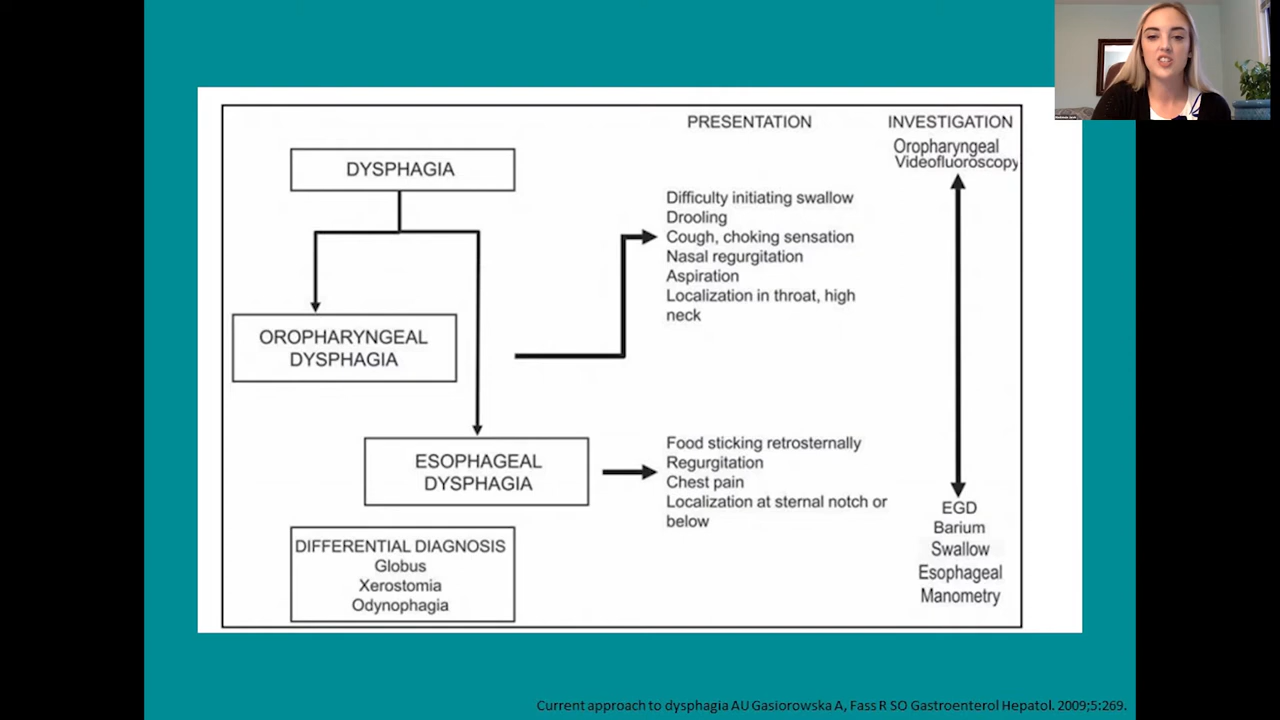 PRESENTATION
INVESTIGATION
Oropharyngeal
Videofluoroscopy
DYSPHAGIA
Difficulty initiating swallow
Drooling
Cough, choking sensation
Nasal regurgitation
Aspiration
Localization in throat, high
neck
OROPHARYNGEAL
DYSPHAGIA
ESOPHAGEAL
DYSPHAGIA
Food sticking retrosternally
Regurgitation
Chest pain
Localization at sternal notch or
below
EGD
Barium
Swallow
Esophageal
Manometry
DIFFERENTIAL DIAGNOSIS
Globus
Xerostomia
Odynophagia
Current approach to dysphagia AU Gasiorowska A, Fass R SO Gastroenterol Hepatol. 2009;5:269.